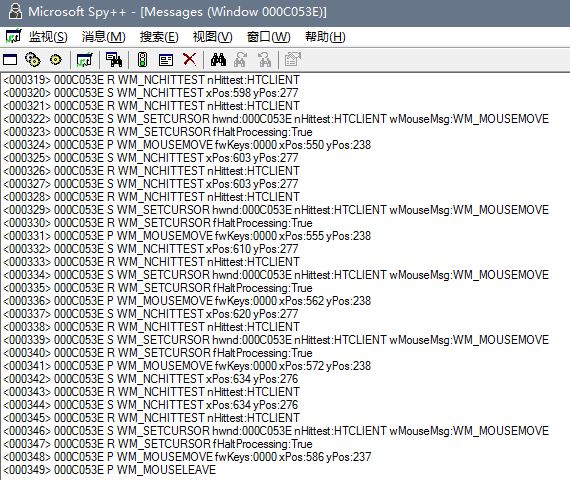 Microsoft Spy++ - [Messages (Window 000C053E)]
监视(S) 消息(M) 搜索(E) 视图(V) 窗口(W) 帮助(H)
<000319> 000C053E R WM_NCHITTEST nHittest:HTCLIENT
<000320> 000C053E S WM_NCHITTEST xPos:598 yPos:277
<000321> 000C053E R WM_NCHITTEST nHittest:HTCLIENT
<000322> 000C053E S WM_SETCURSOR hwnd:000C053E nHittest:HTCLIENT wMouseMsg:WM_MOUSEMOVE
<000323> 000C053E R WM_SETCURSOR fHaltProcessing:True
<000324> 000C053E P WM_MOUSEMOVE fwKeys:0000 xPos:550 yPos:238
<000325> 000C053E S WM_NCHITTEST xPos:603 yPos:277
<000326> 000C053E R WM_NCHITTEST nHittest:HTCLIENT
<000327> 000C053E S WM_NCHITTEST xPos:603 yPos:277
<000328> 000C053E R WM_NCHITTEST nHittest:HTCLIENT
<000329> 000C053E S WM_SETCURSOR hwnd:000C053E nHittest:HTCLIENT wMouseMsg:WM_MOUSEMOVE
<000330> 000C053E R WM_SETCURSOR fHaltProcessing:True
<000331> 000C053E P WM_MOUSEMOVE fwKeys:0000 xPos:555 yPos:238
<000332> 000C053E S WM_NCHITTEST xPos:610 yPos:277
<000333> 000C053E R WM_NCHITTEST nHittest:HTCLIENT
<000334> 000C053E S WM_SETCURSOR hwnd:000C053E nHittest:HTCLIENT wMouseMsg:WM_MOUSEMOVE
<000335> 000C053E R WM_SETCURSOR fHaltProcessing:True
<000336> 000C053E P WM_MOUSEMOVE fwKeys:0000 xPos:562 yPos:238
<000337> 000C053E S WM_NCHITTEST xPos:620 yPos:277
<000338> 000C053E R WM_NCHITTEST nHittest:HTCLIENT
<000339> 000C053E S WM_SETCURSOR hwnd:000C053E nHittest:HTCLIENT wMouseMsg:WM_MOUSEMOVE
<000340> 000C053E R WM_SETCURSOR fHaltProcessing:True
<000341> 000C053E P WM_MOUSEMOVE fwKeys:0000 xPos:572 yPos:238
<000342> 000C053E S WM_NCHITTEST xPos:634 yPos:276
<000343> 000C053E R WM_NCHITTEST nHittest:HTCLIENT
<000344> 000C053E S WM_NCHITTEST xPos:634 yPos:276
<000345> 000C053E R WM_NCHITTEST nHittest:HTCLIENT
<000346> 000C053E S WM_SETCURSOR hwnd:000C053E nHittest:HTCLIENT wMouseMsg:WM_MOUSEMOVE
<000347> 000C053E R WM_SETCURSOR fHaltProcessing:True
<000348> 000C053E P WM_MOUSEMOVE fwKeys:0000 xPos:586 yPos:237
<000349> 000C053E P WM_MOUSELEAVE